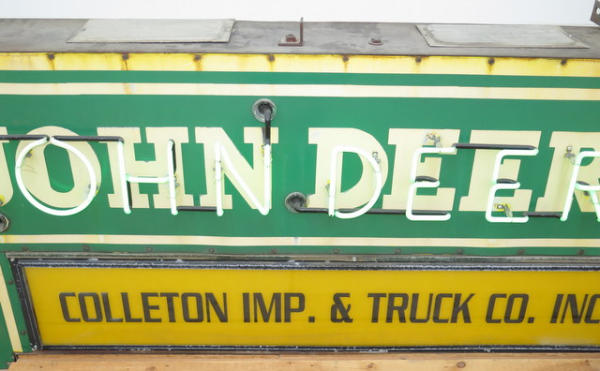 JOHN DEER
COLLETON IMP. & TRUCK CO. INC